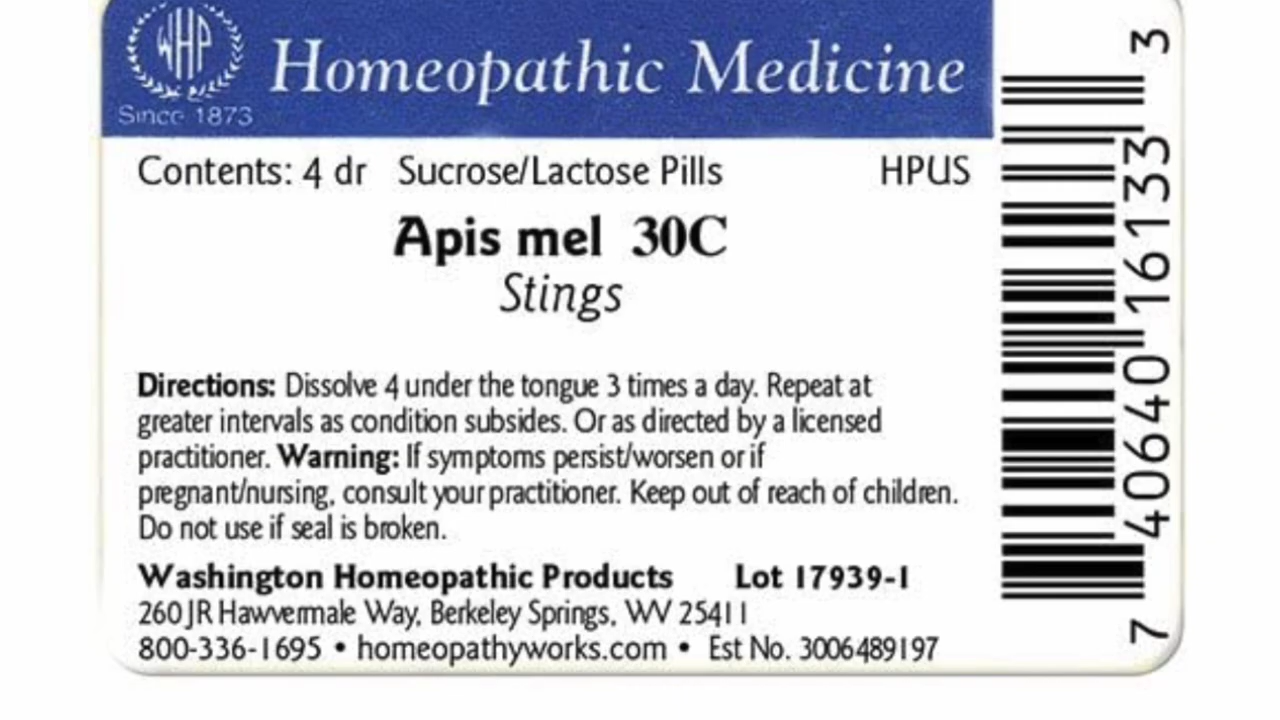 WHP
Since 1873
Homeopathic Medicine
Contents: 4 dr Sucrose/Lactose Pills HPUS
Apis mel 30C
Stings
Directions: Dissolve 4 under the tongue 3 times a day. Repeat at
greater intervals as condition subsides. Or as directed by a licensed
practitioner. Warning: If symptoms persist/worsen or if
pregnant/nursing, consult your practitioner. Keep out of reach of children.
Do not use if seal is broken.
Washington Homeopathic Products Lot 17939-1
260 JR Hawvermale Way, Berkeley Springs, WV 25411
800-336-1695 • homeopathyworks.com • Est No. 3006489197
7 40640 16133 3